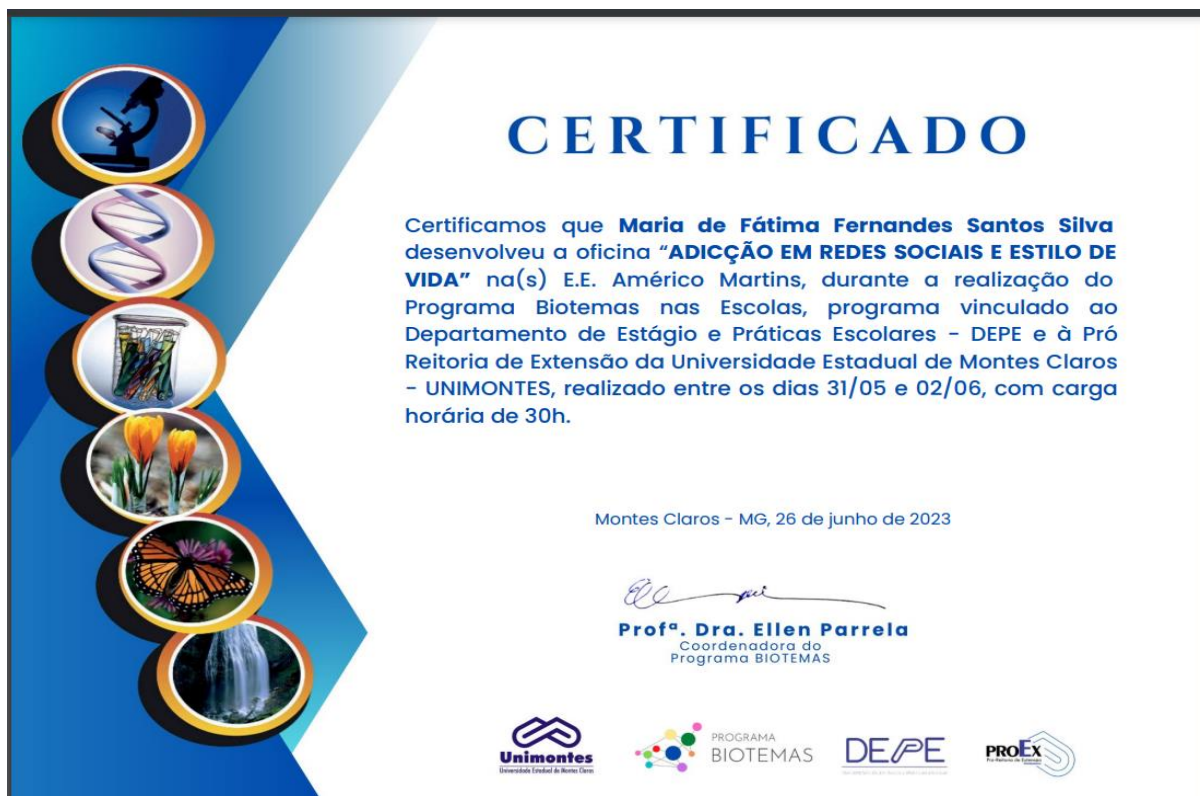 CERTIFICADO
Certificamos que Maria de Fátima Fernandes Santos Silva
desenvolveu a oficina “ADICÇÃO EM REDES SOCIAIS E ESTILO DE
VIDA” na(s) E.E. Américo Martins, durante a realização do
Programa Biotemas nas Escolas, programa vinculado ao
Departamento de Estágio e Práticas Escolares - DEPE e à Pró
Reitoria de Extensão da Universidade Estadual de Montes Claros
- UNIMONTES, realizado entre os dias 31/05 e 02/06, com carga
horária de 30h.
Montes Claros - MG, 26 de junho de 2023
Profª. Dra. Ellen Parrela
Coordenadora do
Programa BIOTEMAS
Unimontes
Universidade Estadual de Montes Claros
PROGRAMA
BIOTEMAS
DEPE
PROEX
Pró-Reitoria de Extensão